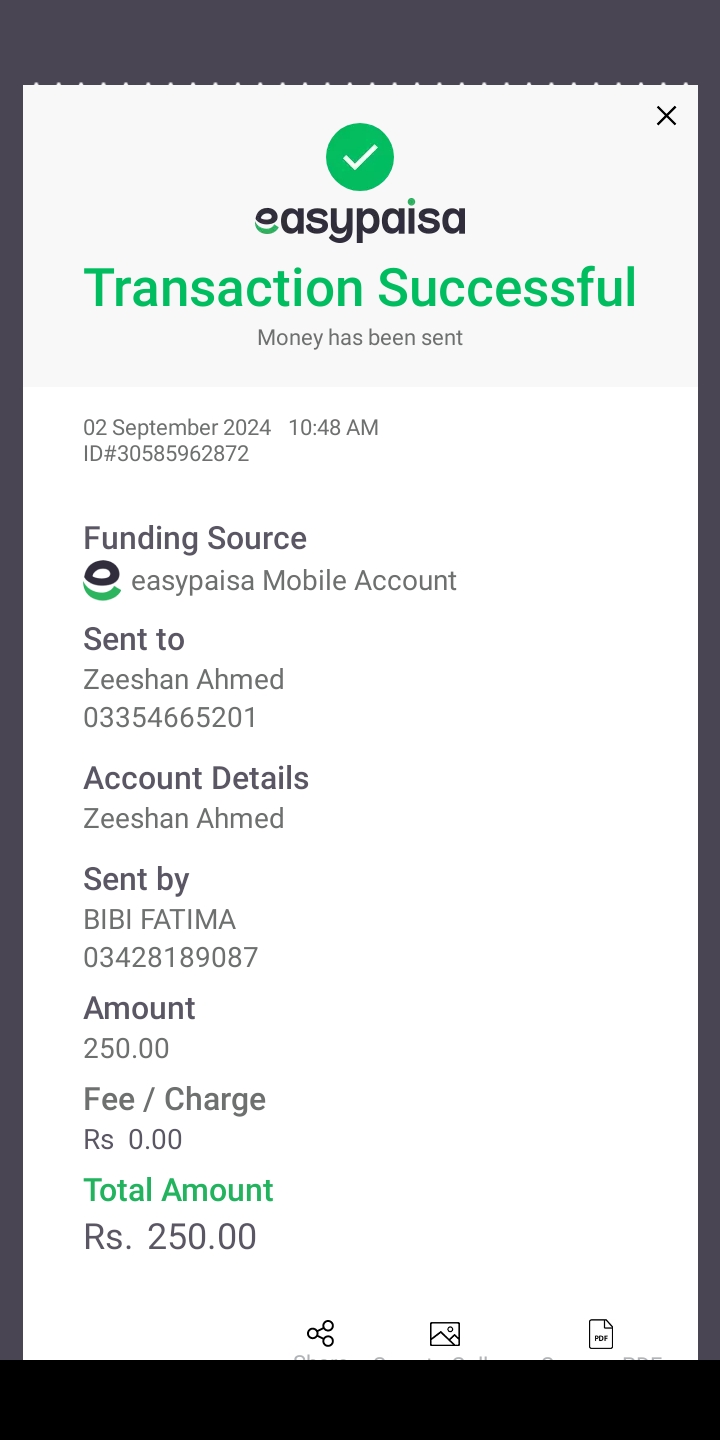 easypaisa
Transaction Successful
Money has been sent
02 September 2024 10:48 AM
ID#30585962872
Funding Source
easypaisa Mobile Account
Sent to
Zeeshan Ahmed
03354665201
Account Details
Zeeshan Ahmed
Sent by
BIBI FATIMA
03428189087
Amount
250.00
Fee / Charge
Rs 0.00
Total Amount
Rs. 250.00
PDF